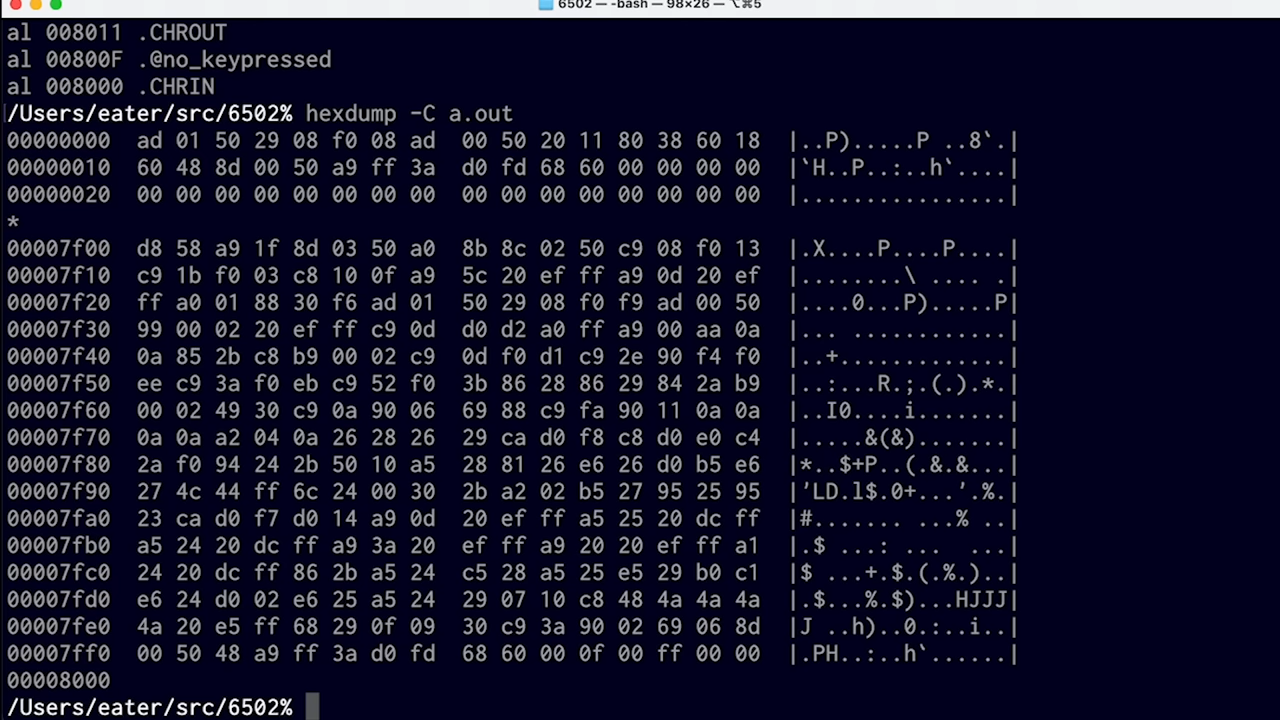 6502 — -bash — 98×26 — ⌥⌘5
al 008011 .CHROUT
al 00800F .@no_keypressed
al 008000 .CHRIN
/Users/eater/src/6502% hexdump -C a.out
00000000  ad 01 50 29 08 f0 08 ad  00 50 20 11 80 38 60 18  |..P).....P ..8`.|
00000010  60 48 8d 00 50 a9 ff 3a  d0 fd 68 60 00 00 00 00  |`H..P..:..h`....|
00000020  00 00 00 00 00 00 00 00  00 00 00 00 00 00 00 00  |................|
*
00007f00  d8 58 a9 1f 8d 03 50 a0  8b 8c 02 50 c9 08 f0 13  |.X....P....P....|
00007f10  c9 1b f0 03 c8 10 0f a9  5c 20 ef ff a9 0d 20 ef  |........\ .... .|
00007f20  ff a0 01 88 30 f6 ad 01  50 29 08 f0 f9 ad 00 50  |....0...P).....P|
00007f30  99 00 02 20 ef ff c9 0d  d0 d2 a0 ff a9 00 aa 0a  |... ............|
00007f40  0a 85 2b c8 b9 00 02 c9  0d f0 d1 c9 2e 90 f4 f0  |..+.............|
00007f50  ee c9 3a f0 eb c9 52 f0  3b 86 28 86 29 84 2a b9  |..:...R.;.(.).*.|
00007f60  00 02 49 30 c9 0a 90 06  69 88 c9 fa 90 11 0a 0a  |..I0....i.......|
00007f70  0a 0a a2 04 0a 26 28 26  29 ca d0 f8 c8 d0 e0 c4  |.....&(&).......|
00007f80  2a f0 94 24 2b 50 10 a5  28 81 26 e6 26 d0 b5 e6  |*..$+P..(.&.&...|
00007f90  27 4c 44 ff 6c 24 00 30  2b a2 02 b5 27 95 25 95  |'LD.l$.0+...'.%.|
00007fa0  23 ca d0 f7 d0 14 a9 0d  20 ef ff a5 25 20 dc ff  |#....... ...% ..|
00007fb0  a5 24 20 dc ff a9 3a 20  ef ff a9 20 20 ef ff a1  |.$ ...: ...  ...|
00007fc0  24 20 dc ff 86 2b a5 24  c5 28 a5 25 e5 29 b0 c1  |$ ...+.$.(.%.)..|
00007fd0  e6 24 d0 02 e6 25 a5 24  29 07 10 c8 48 4a 4a 4a  |.$...%.$)...HJJJ|
00007fe0  4a 20 e5 ff 68 29 0f 09  30 c9 3a 90 02 69 06 8d  |J ..h)..0.:..i..|
00007ff0  00 50 48 a9 ff 3a d0 fd  68 60 00 0f 00 ff 00 00  |.PH..:..h`......|
00008000
/Users/eater/src/6502%